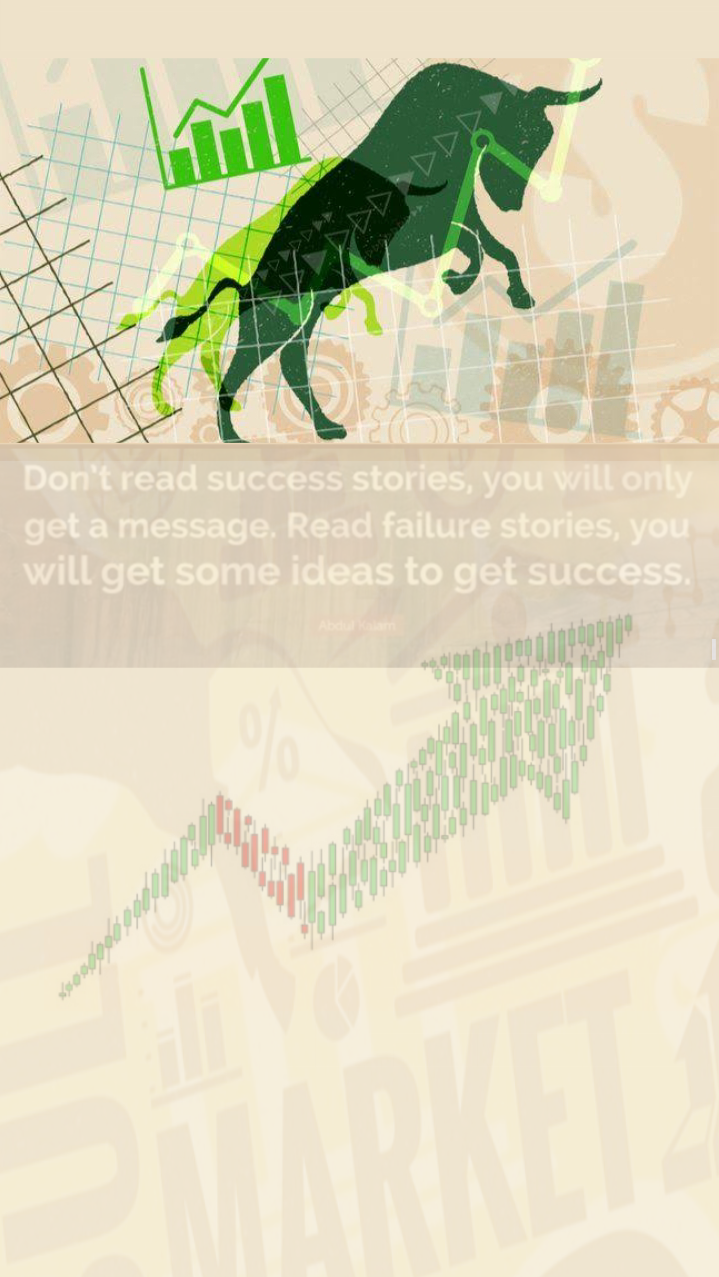 Don't read success stories, you will only
get a message. Read failure stories, you
will get some ideas to get success.
Abdul Kalam
%
MARKET